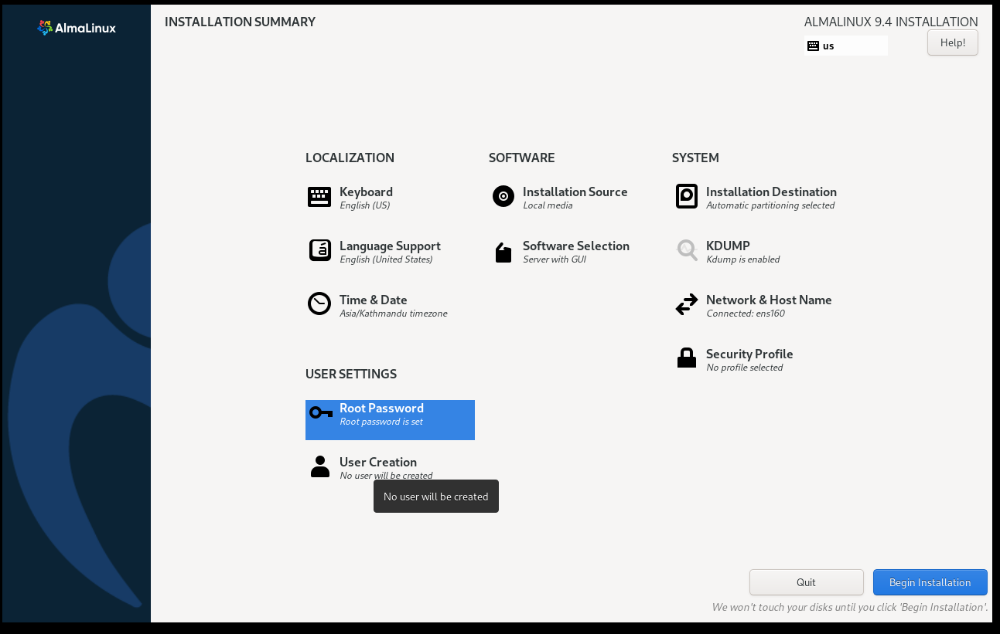 AlmaLinux
INSTALLATION SUMMARY
ALMALINUX 9.4 INSTALLATION
us
Help!
LOCALIZATION
Keyboard
English (US)
Language Support
English (United States)
Time & Date
Asia/Kathmandu timezone
SOFTWARE
Installation Source
Local media
Software Selection
Server with GUI
SYSTEM
Installation Destination
Automatic partitioning selected
KDUMP
Kdump is enabled
Network & Host Name
Connected: ens160
Security Profile
No profile selected
USER SETTINGS
Root Password
Root password is set
User Creation
No user will be created
No user will be created
Quit
Begin Installation
We won't touch your disks until you click 'Begin Installation'.